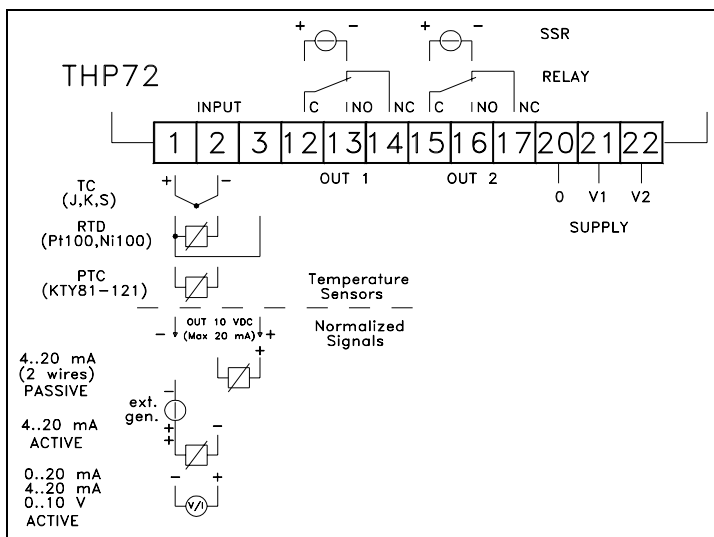 + - + - SSR
THP72
RELAY
INPUT C NO NC C NO NC
1 2 3 12 13 14 15 16 17 20 21 22
+ - OUT 1 OUT 2
0 V1 V2
SUPPLY
TC
(J,K,S)
RTD
(Pt100,Ni100)
PTC
(KTY81-121)
Temperature
Sensors
- OUT 10 VDC +
(Max 20 mA)
Normalized
Signals
4..20 mA
(2 wires)
PASSIVE
+
-
ext.
gen.
+
4..20 mA
ACTIVE
+ -
0..20 mA
4..20 mA
0..10 V
ACTIVE
- +
V/I